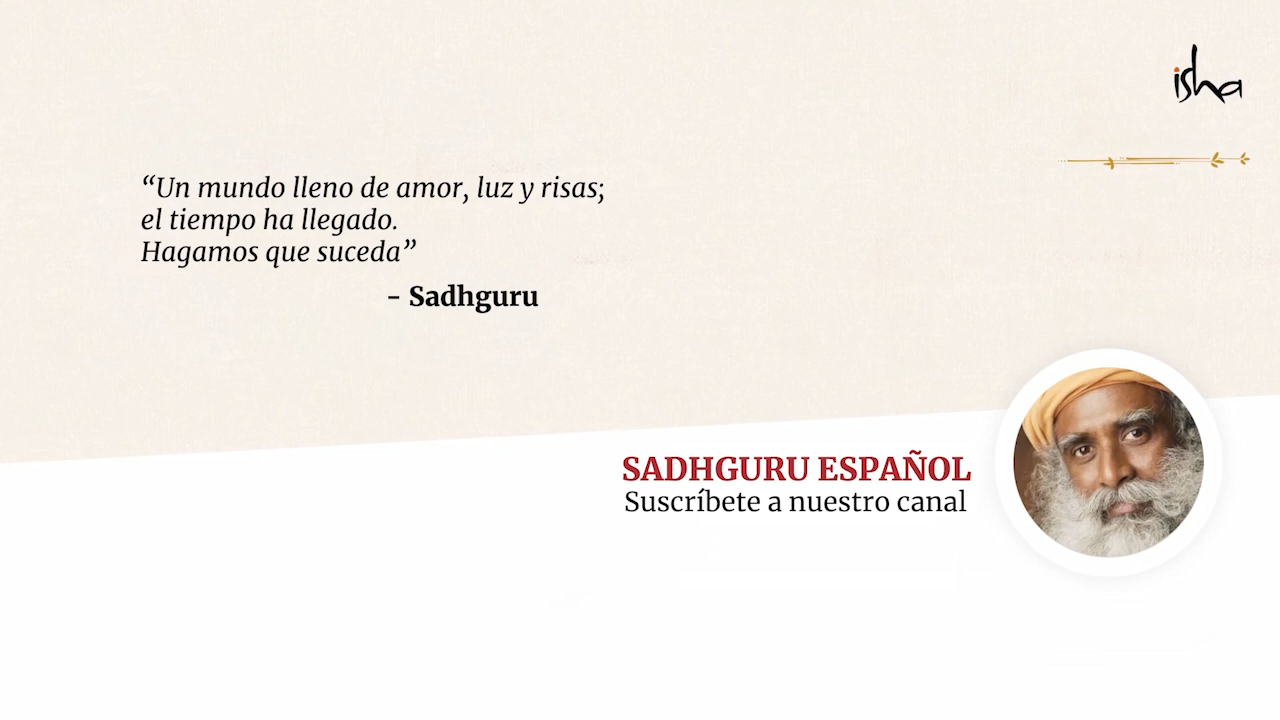 isha
“Un mundo lleno de amor, luz y risas;
el tiempo ha llegado.
Hagamos que suceda”
- Sadhguru
SADHGURU ESPAÑOL
Suscríbete a nuestro canal